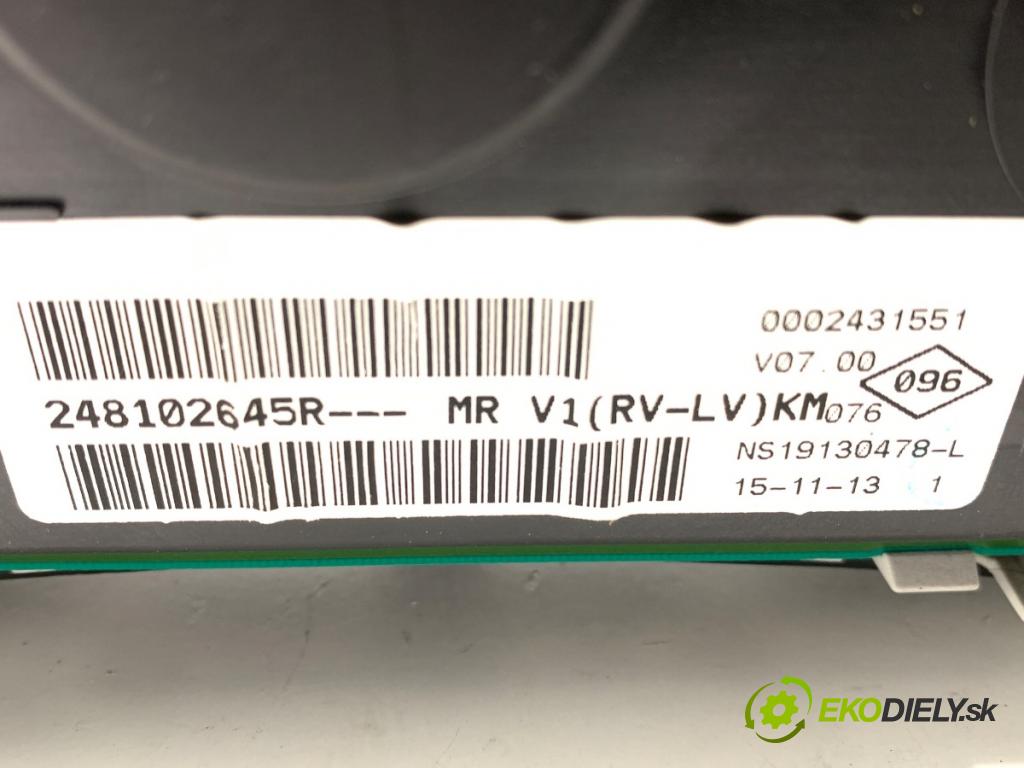 0002431551
V07.00
096
248102645R--- MR V1(RV-LV)KM076
NS19130478-L
15-11-13 1
EKODIELY.sk